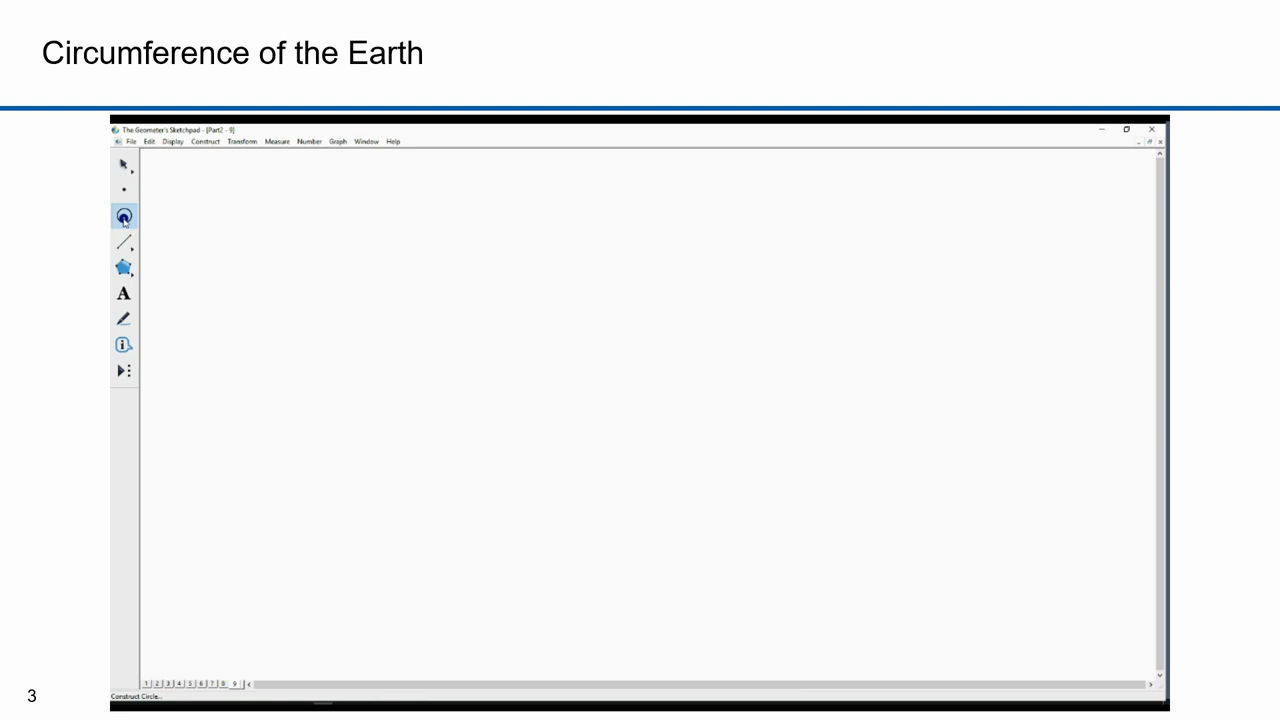 Circumference of the Earth
The Geometer's Sketchpad - [Part2 - 9]
File Edit Display Construct Transform Measure Number Graph Window Help
A
i
1 2 3 4 5 6 7 8 9
Construct Circle...
3